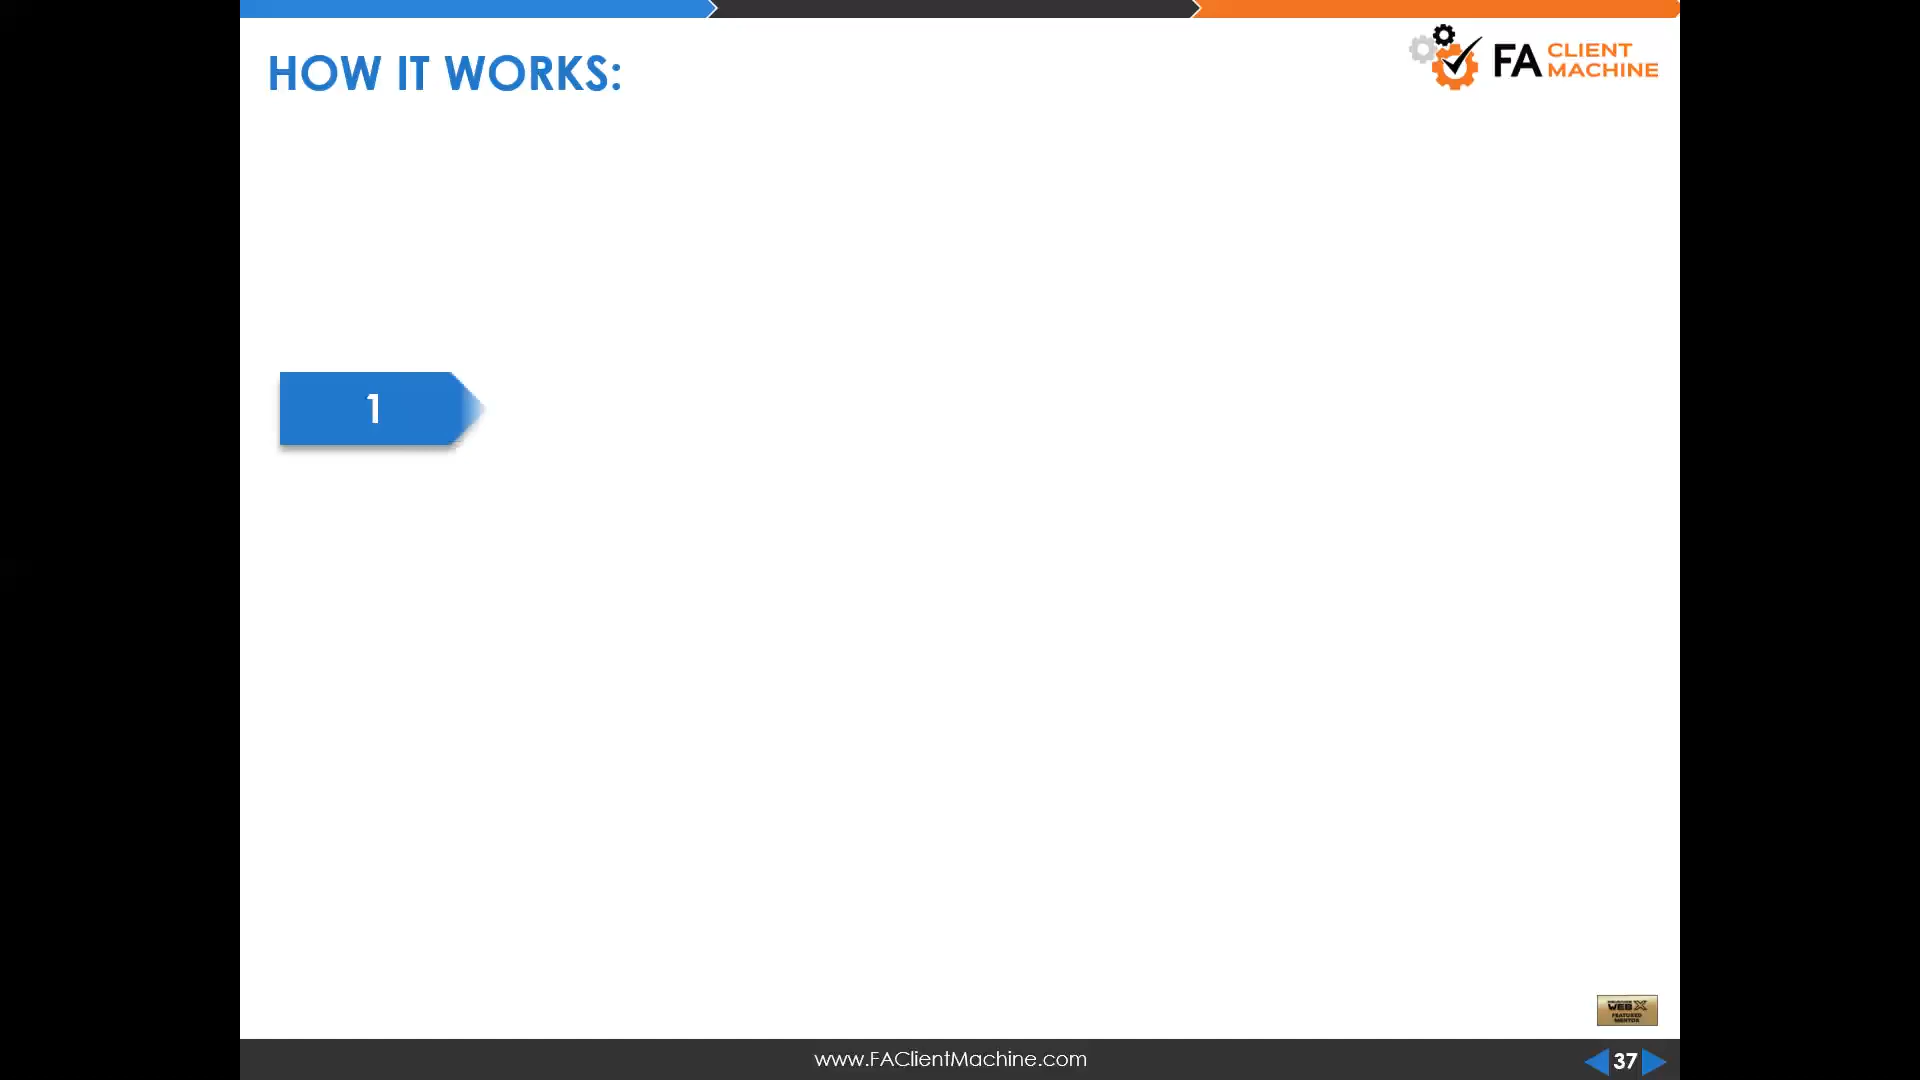 HOW IT WORKS:
FA CLIENT
MACHINE
1
WEB X
FEATURED
MENTOR
www.FAClientMachine.com
37